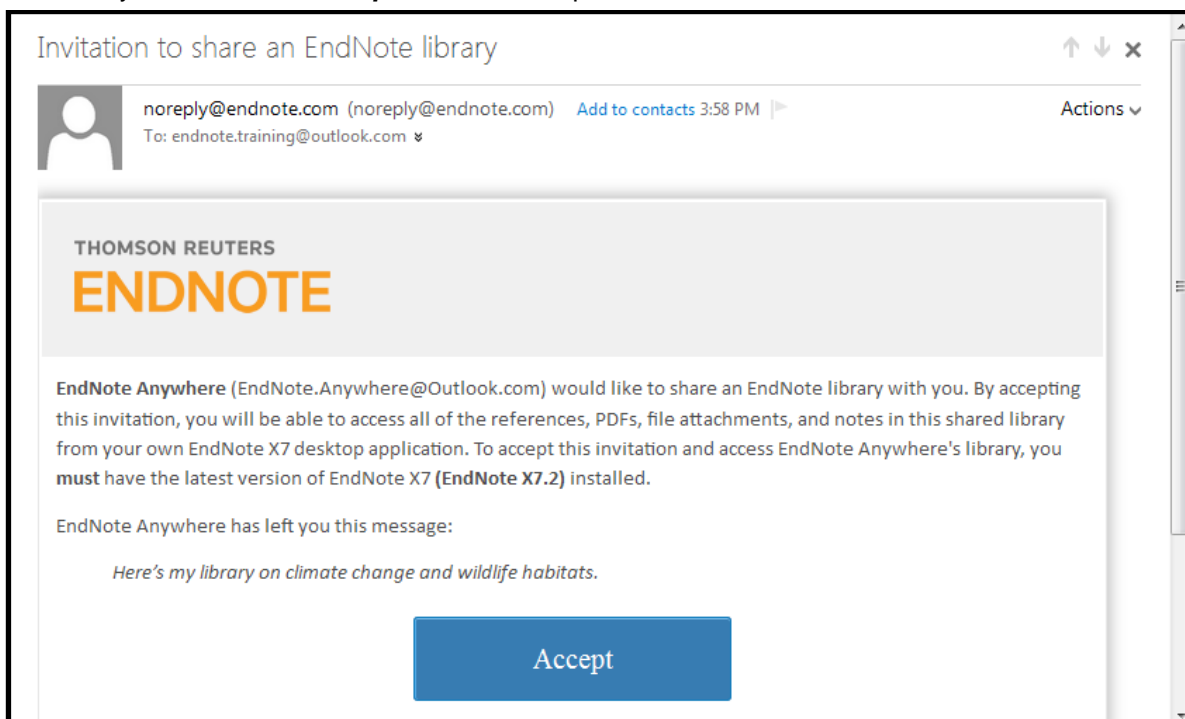 Invitation to share an EndNote library
noreply@endnote.com (noreply@endnote.com) Add to contacts 3:58 PM
Actions
To: endnote.training@outlook.com
THOMSON REUTERS
ENDNOTE
EndNote Anywhere (EndNote.Anywhere@Outlook.com) would like to share an EndNote library with you. By accepting
this invitation, you will be able to access all of the references, PDFs, file attachments, and notes in this shared library
from your own EndNote X7 desktop application. To accept this invitation and access EndNote Anywhere's library, you
must have the latest version of EndNote X7 (EndNote X7.2) installed.
EndNote Anywhere has left you this message:
Here’s my library on climate change and wildlife habitats.
Accept